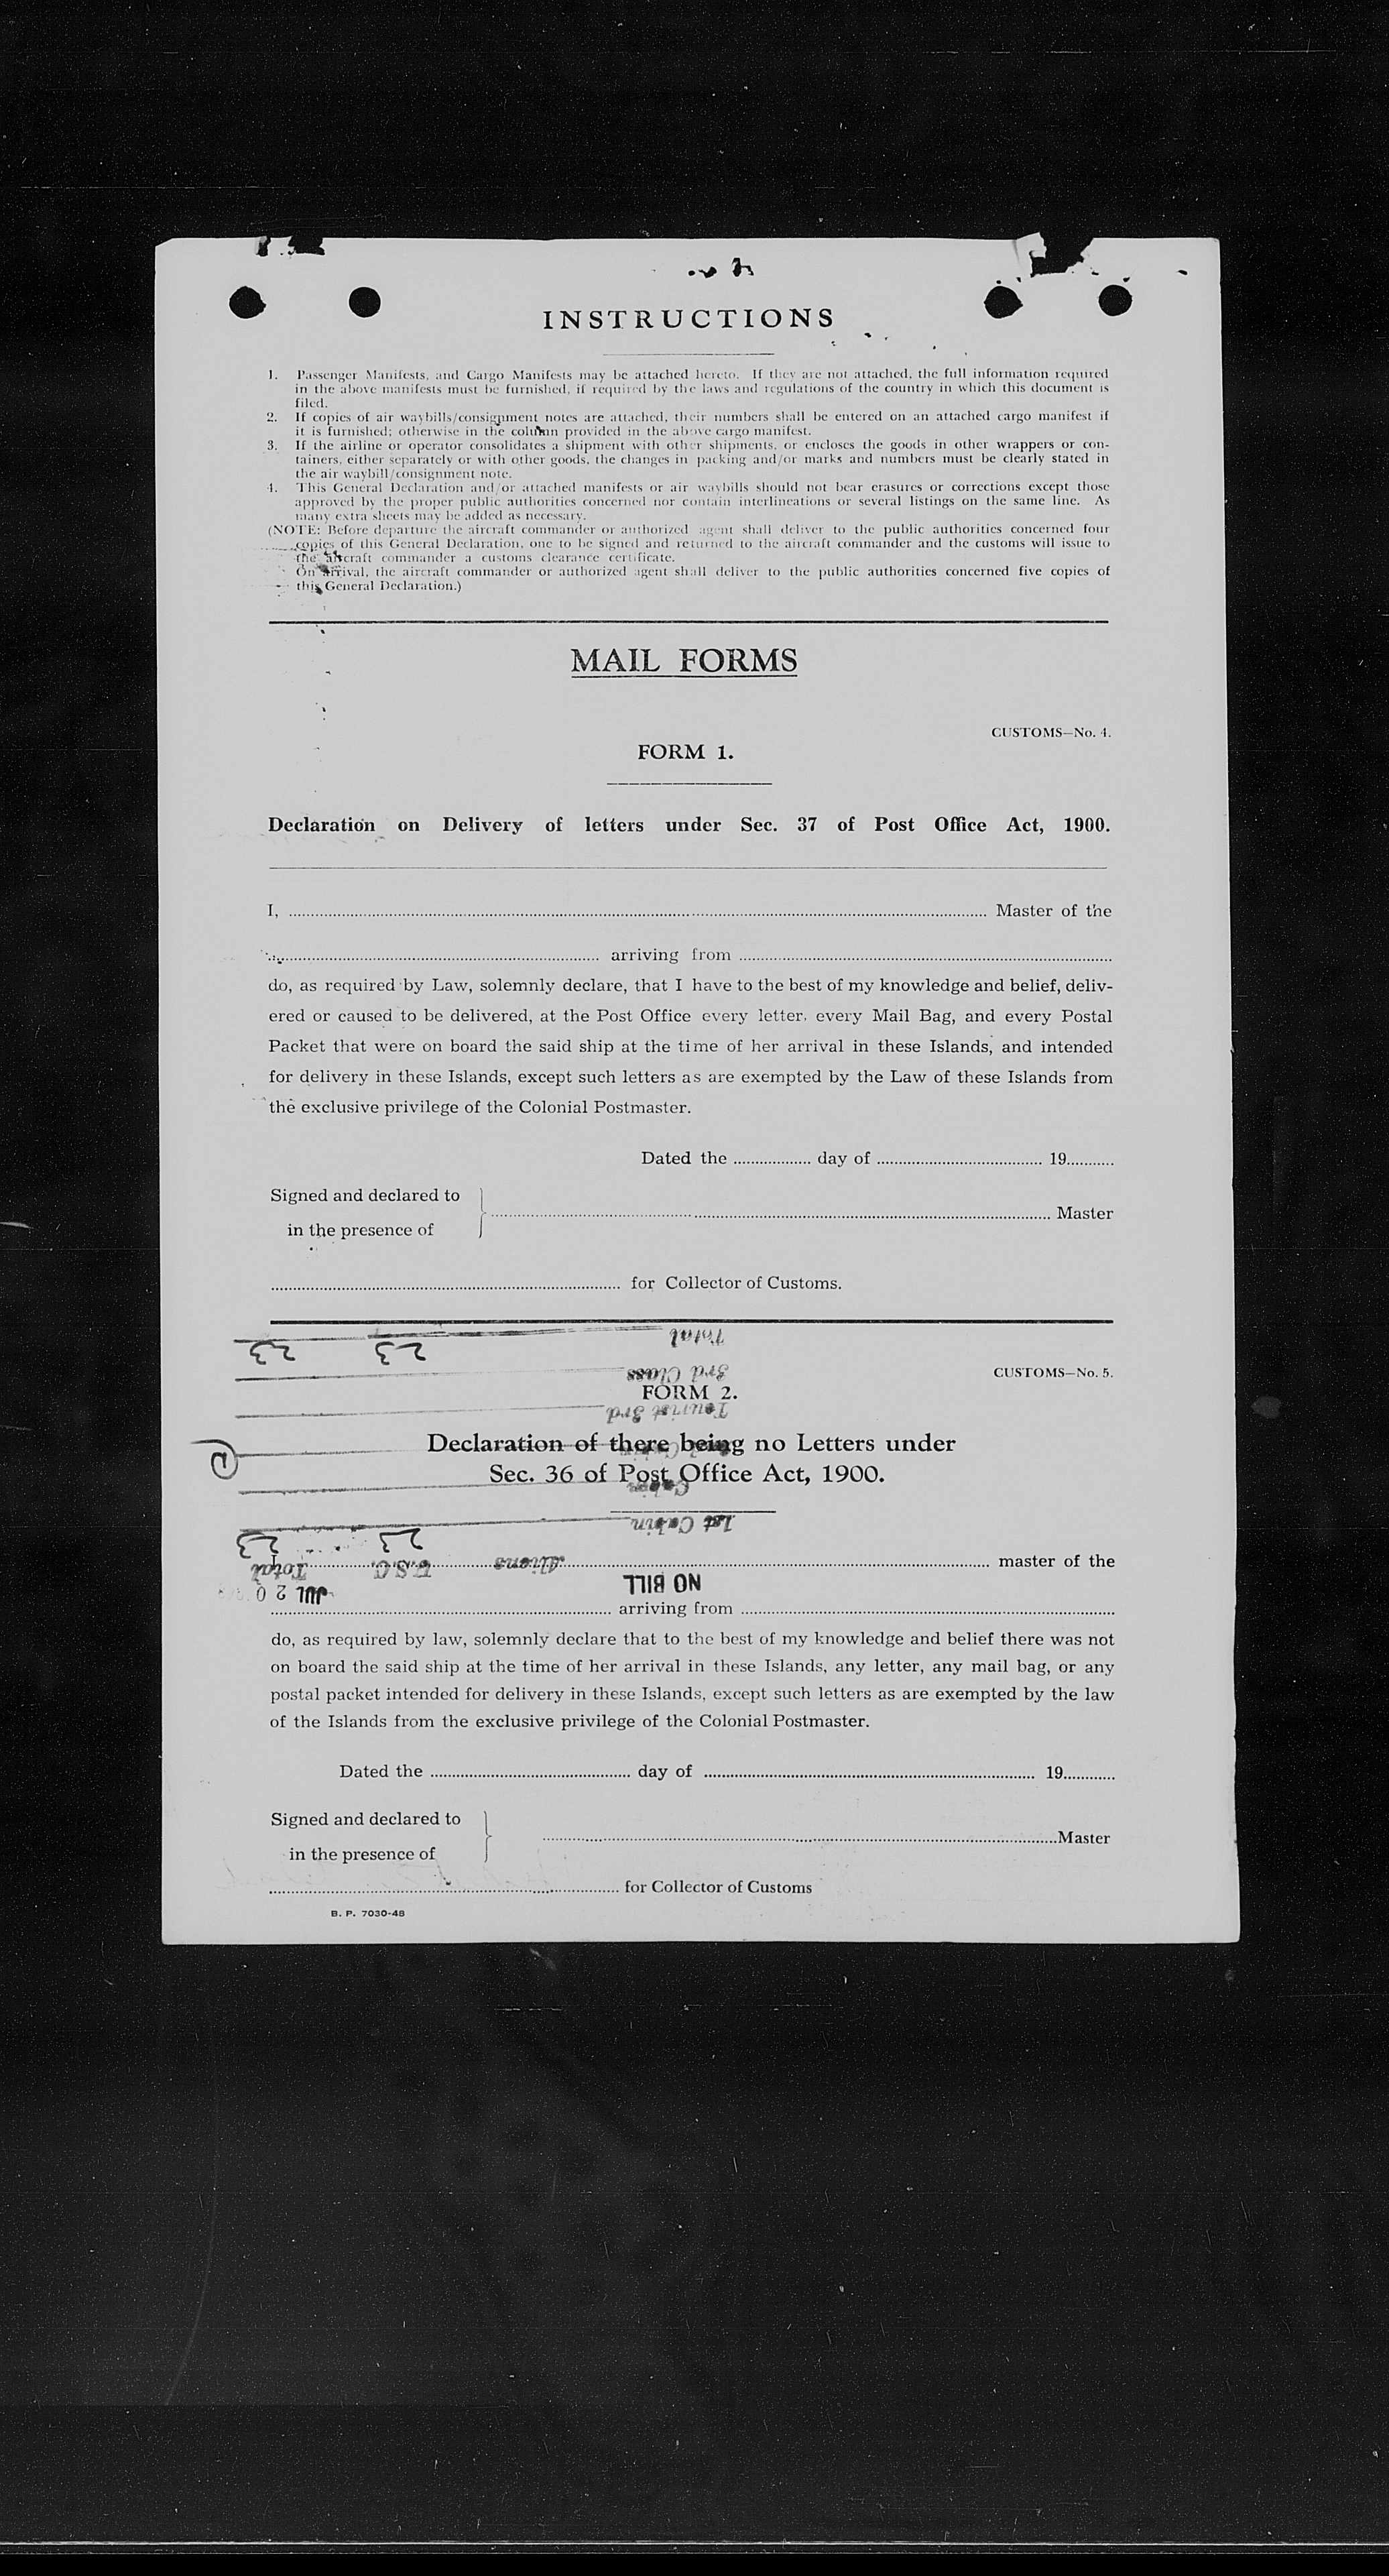 INSTRUCTIONS
1. Passenger Manifests, and Cargo Manifests may be attached hereto. If they are not attached, the full information required
in the above manifests must be furnished, if required by the laws and regulations of the country in which this document is
filed.
2. If copies of air waybills/consignment notes are attached, their numbers shall be entered on an attached cargo manifest if
it is furnished; otherwise in the column provided in the above cargo manifest.
3. If the airline or operator consolidates a shipment with other shipments, or encloses the goods in other wrappers or con-
tainers, either separately or with other goods, the changes in packing and/or marks and numbers must be clearly stated in
the air waybill/consignment note.
4. This General Declaration and/or attached manifests or air waybills should not bear erasures or corrections except those
approved by the proper public authorities concerned nor contain interlineations or several listings on the same line. As
many extra sheets may be added as necessary.
(NOTE: Before departure the aircraft commander or authorized agent shall deliver to the public authorities concerned four
copies of this General Declaration, one to be signed and returned to the aircraft commander and the customs will issue to
the aircraft commander a customs clearance certificate.
On arrival, the aircraft commander or authorized agent shall deliver to the public authorities concerned five copies of
this General Declaration.)
MAIL FORMS
CUSTOMS—No. 4.
FORM 1.
Declaration on Delivery of letters under Sec. 37 of Post Office Act, 1900.
I, ........ Master of the
........ arriving from ........
do, as required by Law, solemnly declare, that I have to the best of my knowledge and belief, deliv-
ered or caused to be delivered, at the Post Office every letter, every Mail Bag, and every Postal
Packet that were on board the said ship at the time of her arrival in these Islands, and intended
for delivery in these Islands, except such letters as are exempted by the Law of these Islands from
the exclusive privilege of the Colonial Postmaster.
Dated the ........ day of ........ 19........
Signed and declared to
in the presence of
........ Master
........ for Collector of Customs.
Total 23 23
3rd Class
CUSTOMS—No. 5.
FORM 2.
Tourist 3rd
Declaration of there being no Letters under
Sec. 36 of Post Office Act, 1900.
1st Cabin 23 23
I ........ master of the
Aliens U.S.C. Total
NO BILL
JUL 20
........ arriving from ........
do, as required by law, solemnly declare that to the best of my knowledge and belief there was not
on board the said ship at the time of her arrival in these Islands, any letter, any mail bag, or any
postal packet intended for delivery in these Islands, except such letters as are exempted by the law
of the Islands from the exclusive privilege of the Colonial Postmaster.
Dated the ........ day of ........ 19........
Signed and declared to
in the presence of
........ Master
........ for Collector of Customs
B. P. 7030-48